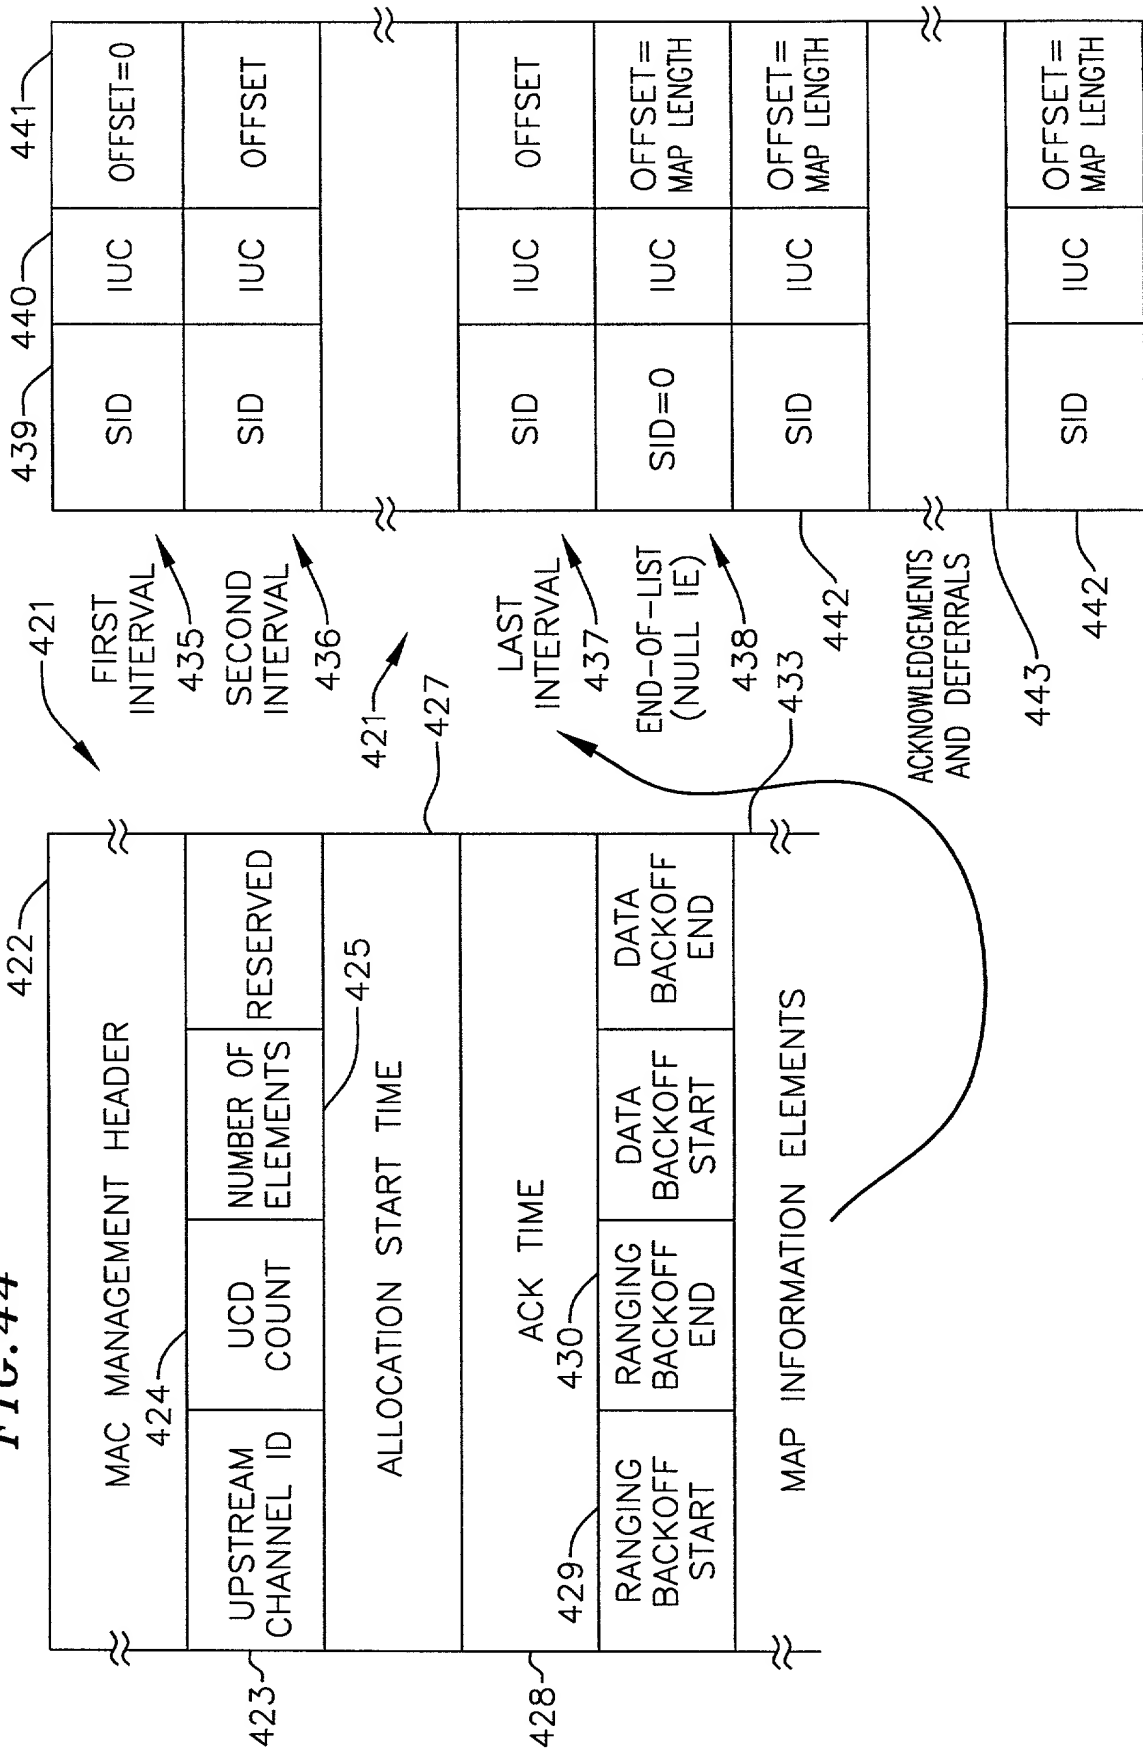 FIG. 44
422
MAC MANAGEMENT HEADER
424
423
UPSTREAM
CHANNEL ID
UCD
COUNT
NUMBER OF
ELEMENTS
RESERVED
425
ALLOCATION START TIME
427
428
ACK TIME
429
430
RANGING
BACKOFF
START
RANGING
BACKOFF
END
DATA
BACKOFF
START
DATA
BACKOFF
END
433
MAP INFORMATION ELEMENTS
421
439
440
441
FIRST
INTERVAL
435
SID
IUC
OFFSET=0
SECOND
INTERVAL
436
SID
IUC
OFFSET
421
LAST
INTERVAL
437
SID
IUC
OFFSET
END-OF-LIST
(NULL IE)
438
SID=0
IUC
OFFSET=
MAP LENGTH
442
SID
IUC
OFFSET=
MAP LENGTH
ACKNOWLEDGEMENTS
AND DEFERRALS
443
442
SID
IUC
OFFSET=
MAP LENGTH